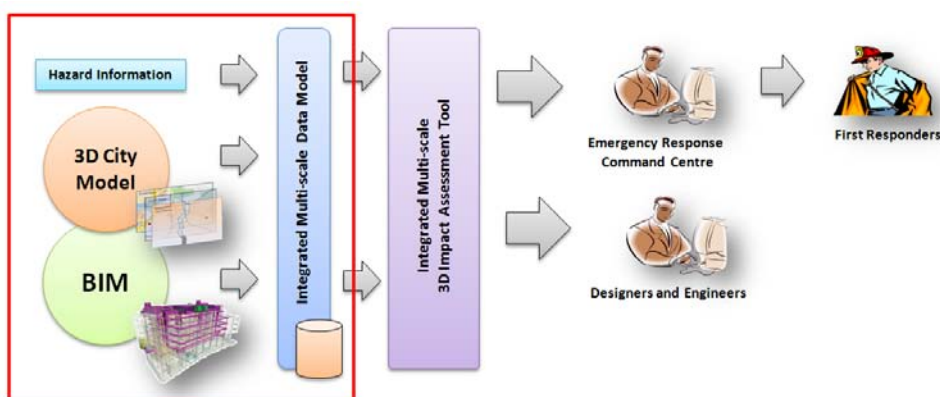 Hazard Information
3D City
Model
BIM
Integrated Multi-scale Data Model
Integrated Multi-scale
3D Impact Assessment Tool
Emergency Response
Command Centre
First Responders
Designers and Engineers